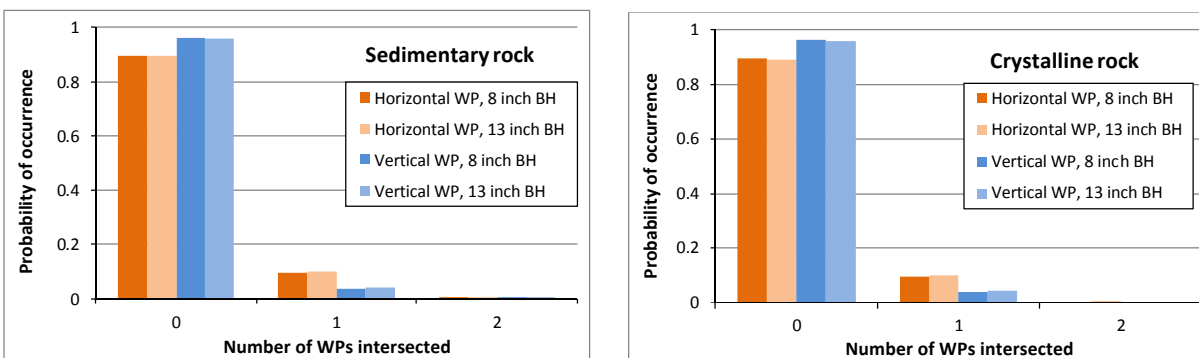 Probability of occurrence
1
0.8
0.6
0.4
0.2
0
Sedimentary rock
Horizontal WP, 8 inch BH
Horizontal WP, 13 inch BH
Vertical WP, 8 inch BH
Vertical WP, 13 inch BH
0 1 2
Number of WPs intersected
Probability of occurrence
1
0.8
0.6
0.4
0.2
0
Crystalline rock
Horizontal WP, 8 inch BH
Horizontal WP, 13 inch BH
Vertical WP, 8 inch BH
Vertical WP, 13 inch BH
0 1 2
Number of WPs intersected